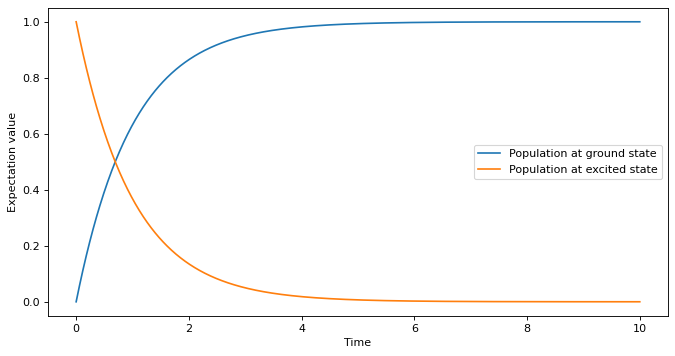 1.0
0.8
0.6
0.4
0.2
0.0
Expectation value
Population at ground state
Population at excited state
0 2 4 6 8 10
Time